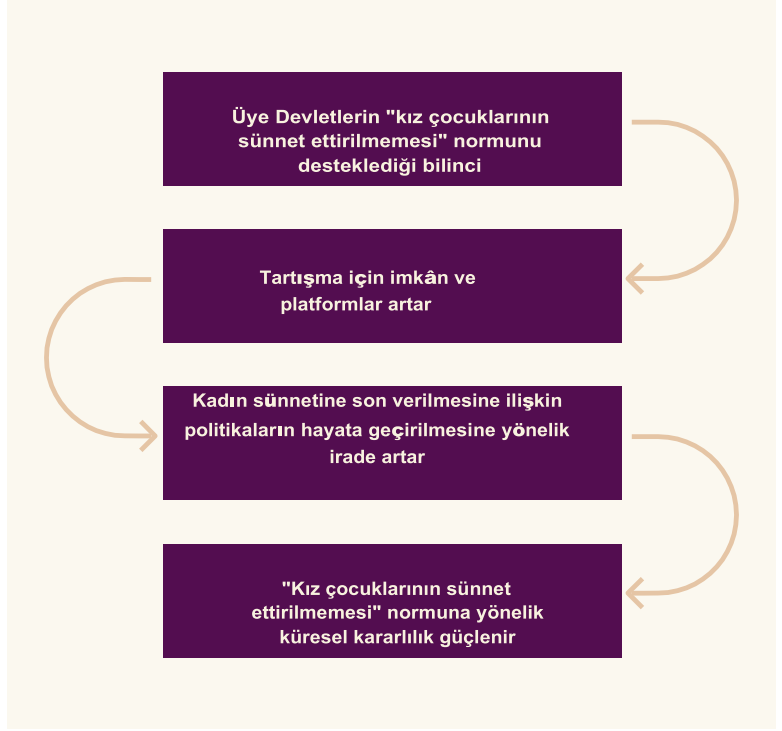 Üye Devletlerin "kız çocuklarının
sünnet ettirilmemesi" normunu
desteklediği bilinci
Tartışma için imkân ve
platformlar artar
Kadın sünnetine son verilmesine ilişkin
politikaların hayata geçirilmesine yönelik
irade artar
"Kız çocuklarının sünnet
ettirilmemesi" normuna yönelik
küresel kararlılık güçlenir